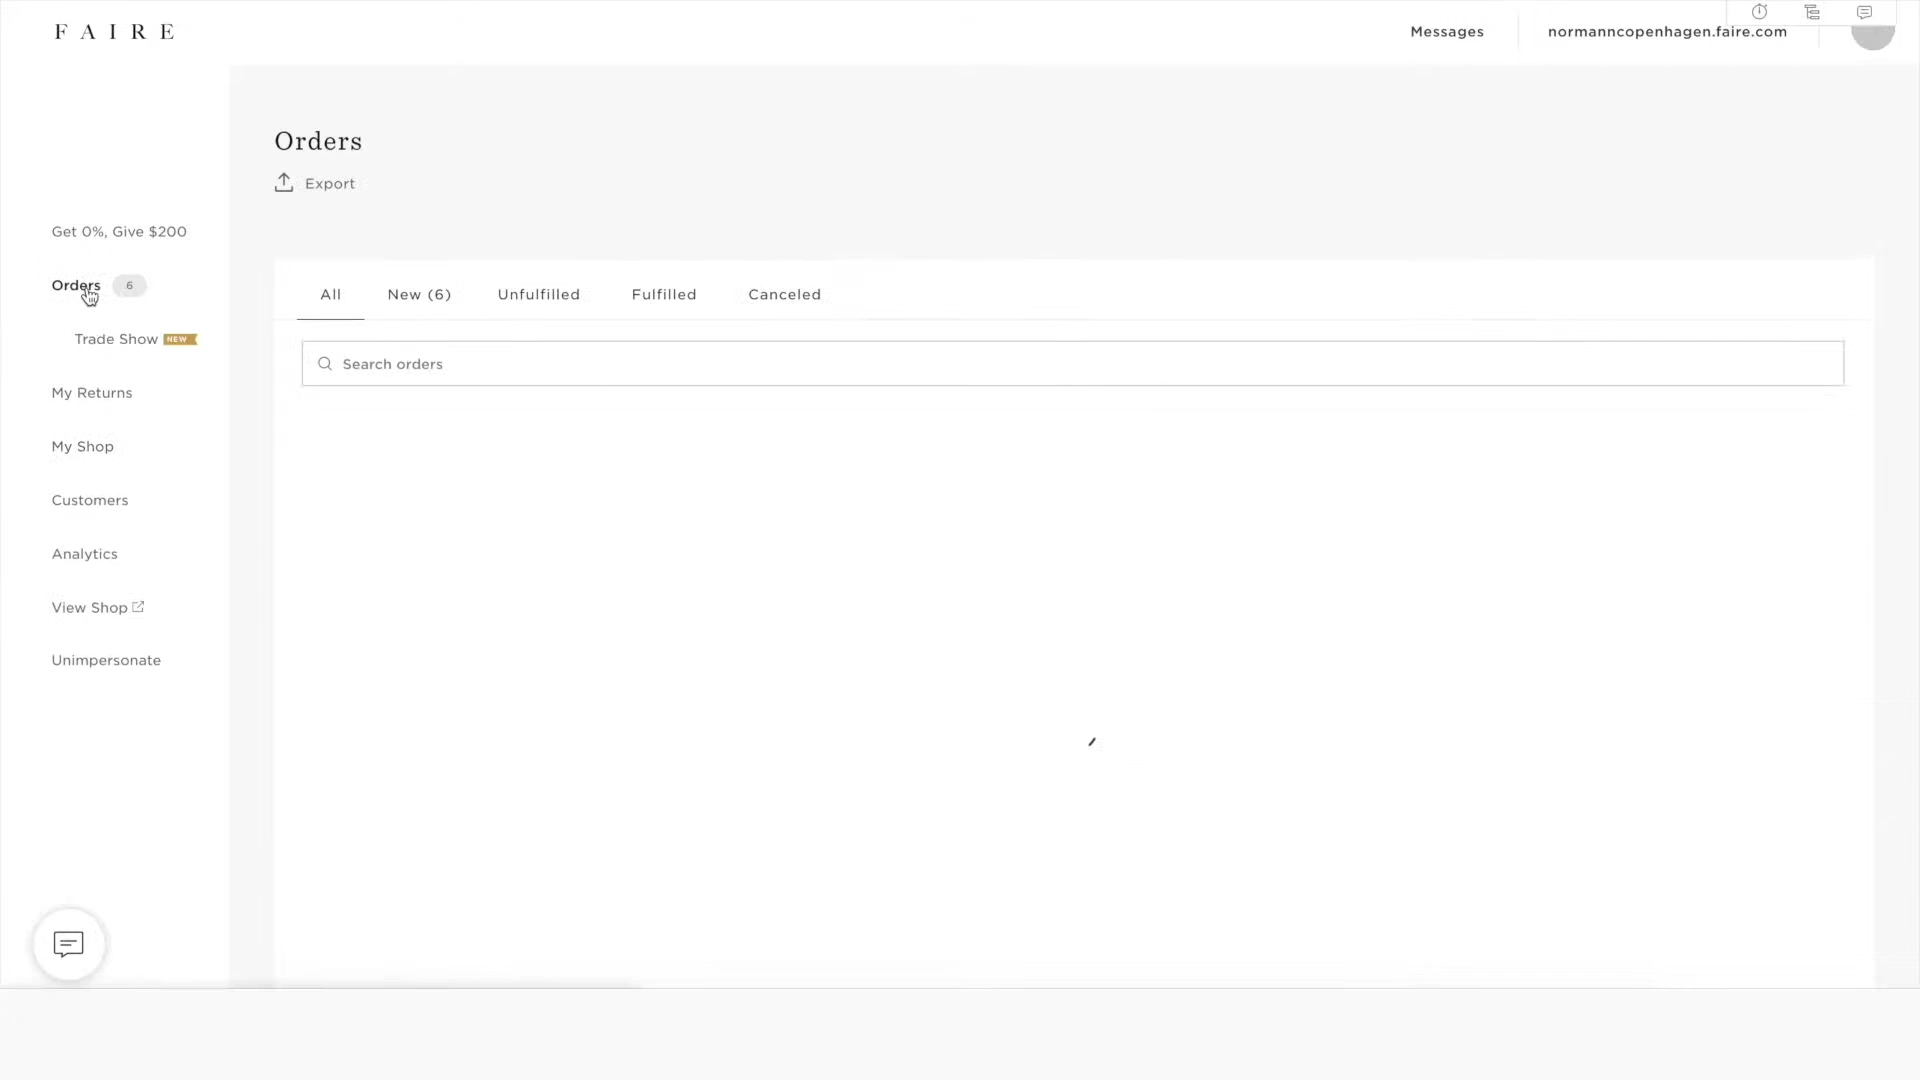 FAIRE
Messages
normanncopenhagen.faire.com
Orders
Export
Get 0%, Give $200
Orders 6
Trade Show NEW
My Returns
My Shop
Customers
Analytics
View Shop
Unimpersonate
All New (6) Unfulfilled Fulfilled Canceled
Search orders